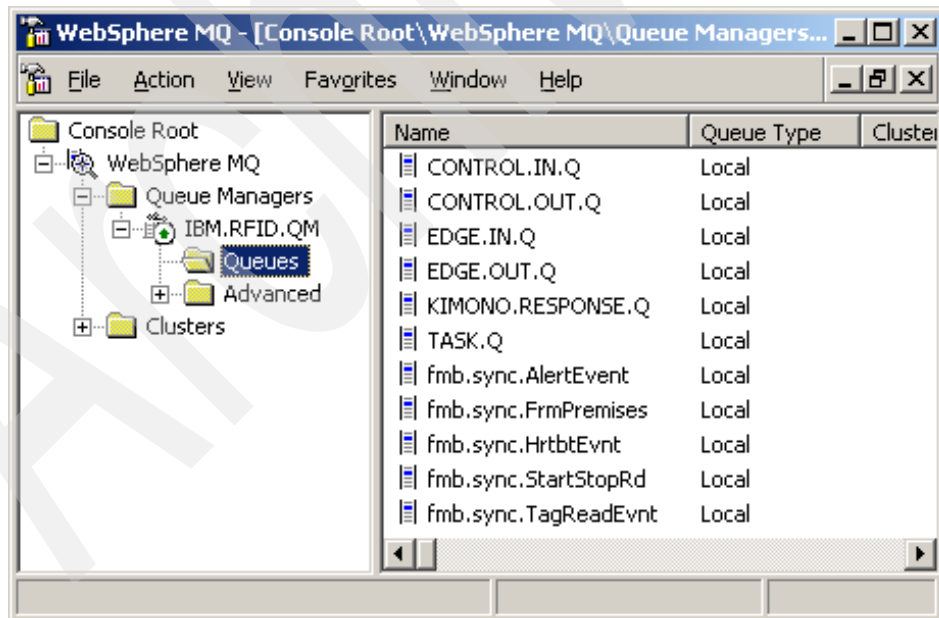 WebSphere MQ - [Console Root\WebSphere MQ\Queue Managers...
File Action View Favorites Window Help
Console Root
WebSphere MQ
Queue Managers
IBM.RFID.QM
Queues
Advanced
Clusters
Name Queue Type Cluster
CONTROL.IN.Q Local
CONTROL.OUT.Q Local
EDGE.IN.Q Local
EDGE.OUT.Q Local
KIMONO.RESPONSE.Q Local
TASK.Q Local
fmb.sync.AlertEvent Local
fmb.sync.FrmPremises Local
fmb.sync.HrtbtEvnt Local
fmb.sync.StartStopRd Local
fmb.sync.TagReadEvnt Local